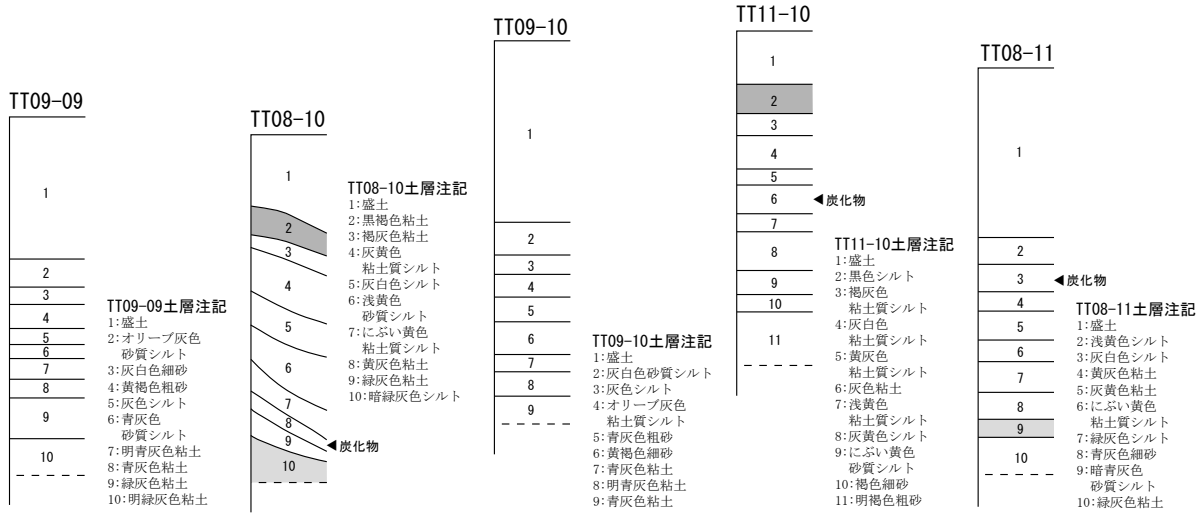 TT09-09
1
2
3
4
5
6
7
8
9
10
TT09-09土層注記
1:盛土
2:オリーブ灰色
砂質シルト
3:灰白色細砂
4:黄褐色粗砂
5:灰色シルト
6:青灰色
砂質シルト
7:明青灰色粘土
8:青灰色粘土
9:緑灰色粘土
10:明緑灰色粘土
TT08-10
1
2
3
4
5
6
7
8
9
10
◀炭化物
TT08-10土層注記
1:盛土
2:黒褐色粘土
3:褐灰色粘土
4:灰黄色
粘土質シルト
5:灰白色シルト
6:浅黄色
砂質シルト
7:にぶい黄色
粘土質シルト
8:黄灰色粘土
9:緑灰色粘土
10:暗緑灰色シルト
TT09-10
1
2
3
4
5
6
7
8
9
TT09-10土層注記
1:盛土
2:灰白色砂質シルト
3:灰色シルト
4:オリーブ灰色
粘土質シルト
5:青灰色粗砂
6:黄褐色細砂
7:青灰色粘土
8:明青灰色粘土
9:青灰色粘土
TT11-10
1
2
3
4
5
6
7
8
9
10
11
◀炭化物
TT11-10土層注記
1:盛土
2:黒色シルト
3:褐灰色
粘土質シルト
4:灰白色
粘土質シルト
5:黄灰色
粘土質シルト
6:灰色粘土
7:浅黄色
粘土質シルト
8:灰黄色シルト
9:にぶい黄色
砂質シルト
10:褐色細砂
11:明褐色粗砂
TT08-11
1
2
3
4
5
6
7
8
9
10
◀炭化物
TT08-11土層注記
1:盛土
2:浅黄色シルト
3:灰白色シルト
4:黄灰色粘土
5:灰黄色粘土
6:にぶい黄色
粘土質シルト
7:緑灰色シルト
8:青灰色細砂
9:暗青灰色
砂質シルト
10:緑灰色粘土